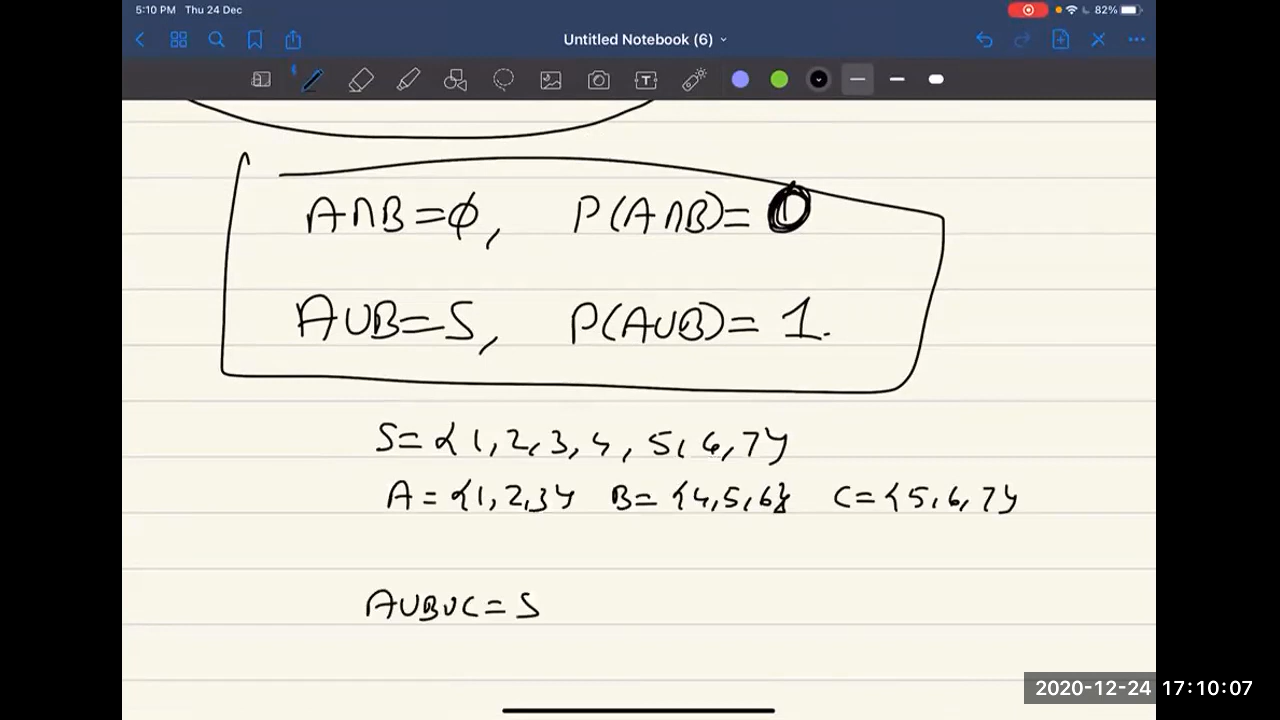 5:10 PM Thu 24 Dec 82%
Untitled Notebook (6)
A∩B=ϕ, P(A∩B)= 0
A∪B=S, P(A∪B)= 1.
S={1,2,3,4,5,6,7}
A={1,2,3} B={4,5,6} C={5,6,7}
A∪B∪C=S
2020-12-24 17:10:07